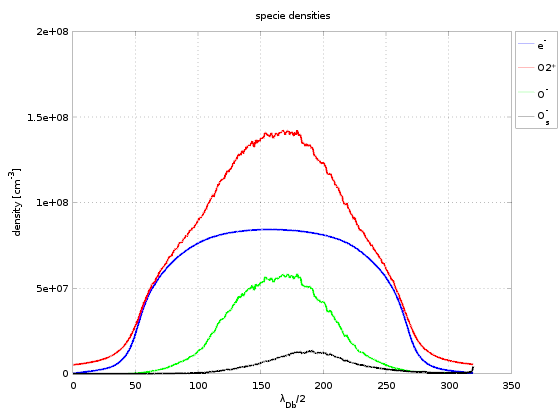 specie densities
2e+08
1.5e+08
1e+08
5e+07
0
density [cm⁻³]
0 50 100 150 200 250 300 350
λ_Db/2
e⁻
O2⁺
O⁻
O⁻_s